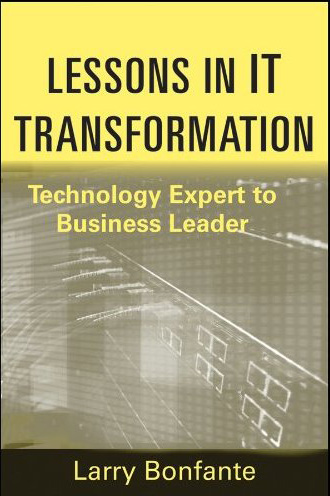 LESSONS IN IT
TRANSFORMATION
Technology Expert to
Business Leader
Larry Bonfante